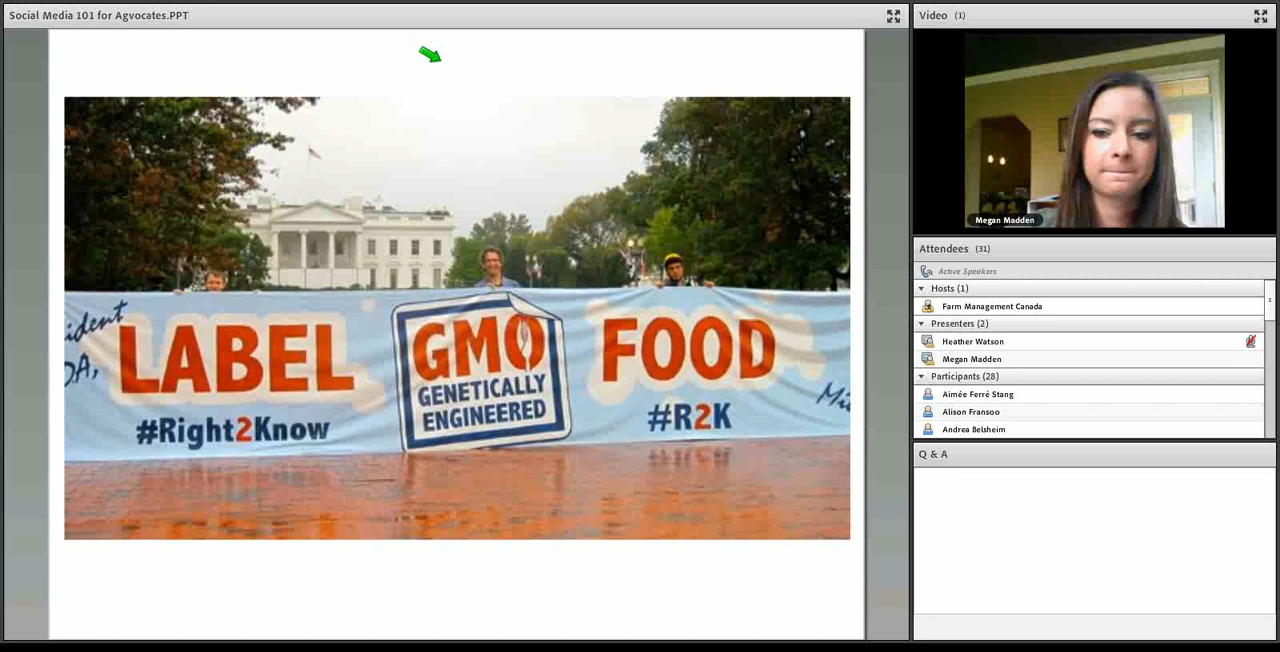 Social Media 101 for Agvocates.PPT
ident
LABEL
#Right2Know
GMO
GENETICALLY
ENGINEERED
FOOD
#R2K
Video (1)
Megan Madden
Attendees (31)
Active Speakers
Hosts (1)
Farm Management Canada
Presenters (2)
Heather Watson
Megan Madden
Participants (28)
Aimée Ferré Stang
Alison Fransoo
Andrea Belsheim
Q & A